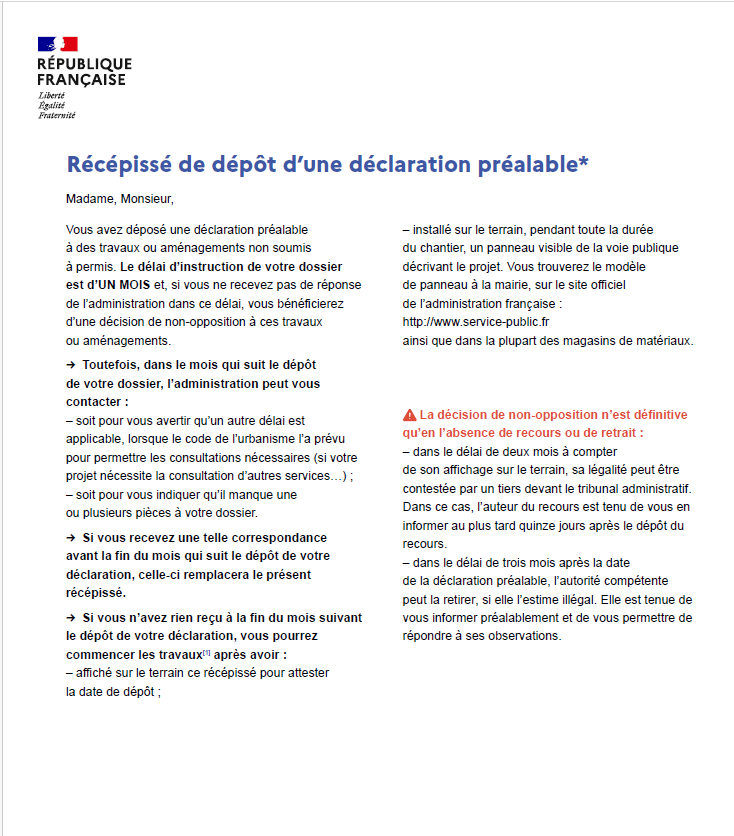 RÉPUBLIQUE
FRANÇAISE
Liberté
Égalité
Fraternité
Récépissé de dépôt d’une déclaration préalable*
Madame, Monsieur,
Vous avez déposé une déclaration préalable
à des travaux ou aménagements non soumis
à permis. Le délai d’instruction de votre dossier
est d’UN MOIS et, si vous ne recevez pas de réponse
de l’administration dans ce délai, vous bénéficierez
d’une décision de non-opposition à ces travaux
ou aménagements.
→ Toutefois, dans le mois qui suit le dépôt
de votre dossier, l’administration peut vous
contacter :
– soit pour vous avertir qu’un autre délai est
applicable, lorsque le code de l’urbanisme l’a prévu
pour permettre les consultations nécessaires (si votre
projet nécessite la consultation d’autres services…) ;
– soit pour vous indiquer qu’il manque une
ou plusieurs pièces à votre dossier.
→ Si vous recevez une telle correspondance
avant la fin du mois qui suit le dépôt de votre
déclaration, celle-ci remplacera le présent
récépissé.
→ Si vous n’avez rien reçu à la fin du mois suivant
le dépôt de votre déclaration, vous pourrez
commencer les travaux[1] après avoir :
– affiché sur le terrain ce récépissé pour attester
la date de dépôt ;
– installé sur le terrain, pendant toute la durée
du chantier, un panneau visible de la voie publique
décrivant le projet. Vous trouverez le modèle
de panneau à la mairie, sur le site officiel
de l’administration française :
http://www.service-public.fr
ainsi que dans la plupart des magasins de matériaux.
La décision de non-opposition n’est définitive
qu’en l’absence de recours ou de retrait :
– dans le délai de deux mois à compter
de son affichage sur le terrain, sa légalité peut être
contestée par un tiers devant le tribunal administratif.
Dans ce cas, l’auteur du recours est tenu de vous en
informer au plus tard quinze jours après le dépôt du
recours.
– dans le délai de trois mois après la date
de la déclaration préalable, l’autorité compétente
peut la retirer, si elle l’estime illégal. Elle est tenue de
vous informer préalablement et de vous permettre de
répondre à ses observations.